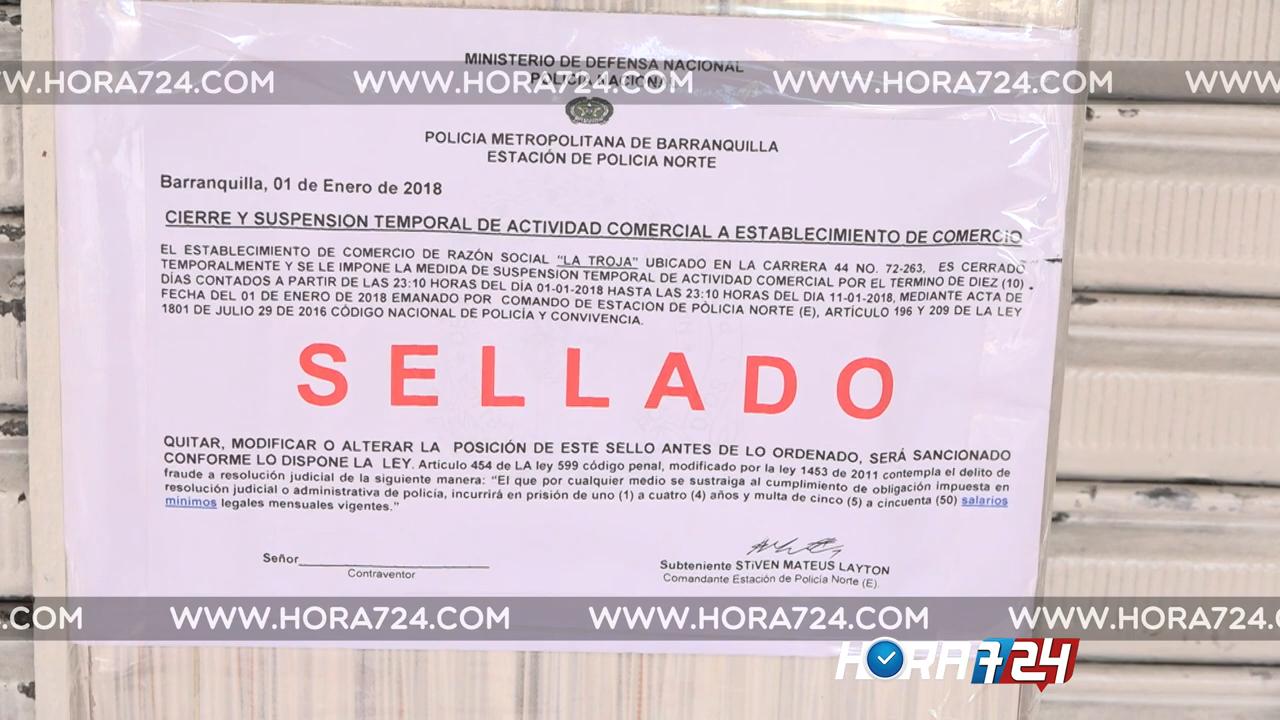 MINISTERIO DE DEFENSA NACIONAL
POLICIA NACIONAL
WWW.HORA724.COM WWW.HORA724.COM WWW.HORA724.COM WWW.HORA
POLICIA METROPOLITANA DE BARRANQUILLA
ESTACIÓN DE POLICIA NORTE
Barranquilla, 01 de Enero de 2018
CIERRE Y SUSPENSION TEMPORAL DE ACTIVIDAD COMERCIAL A ESTABLECIMIENTO DE COMERCIO
EL ESTABLECIMIENTO DE COMERCIO DE RAZÓN SOCIAL "LA TROJA" UBICADO EN LA CARRERA 44 NO. 72-263, ES CERRADO
TEMPORALMENTE Y SE LE IMPONE LA MEDIDA DE SUSPENSION TEMPORAL DE ACTIVIDAD COMERCIAL POR EL TERMINO DE DIEZ (10)
DÍAS CONTADOS A PARTIR DE LAS 23:10 HORAS DEL DÍA 01-01-2018 HASTA LAS 23:10 HORAS DEL DIA 11-01-2018, MEDIANTE ACTA DE
FECHA DEL 01 DE ENERO DE 2018 EMANADO POR COMANDO DE ESTACION DE PÓLICIA NORTE (E), ARTÍCULO 196 Y 209 DE LA LEY
1801 DE JULIO 29 DE 2016 CÓDIGO NACIONAL DE POLICÍA Y CONVIVENCIA.
SELLADO
QUITAR, MODIFICAR O ALTERAR LA POSICIÓN DE ESTE SELLO ANTES DE LO ORDENADO, SERÁ SANCIONADO
CONFORME LO DISPONE LA LEY. Artículo 454 de LA ley 599 código penal, modificado por la ley 1453 de 2011 contempla el delito de
fraude a resolución judicial de la siguiente manera: "El que por cualquier medio se sustraiga al cumplimiento de obligación impuesta en
resolución judicial o administrativa de policía, incurrirá en prisión de uno (1) a cuatro (4) años y multa de cinco (5) a cincuenta (50) salarios
mínimos legales mensuales vigentes."
Señor
Contraventor
Subteniente STiVEN MATEUS LAYTON
Comandante Estación de Policía Norte (E).
.COM WWW.HORA724.COM WWW.HORA724.COM WWW.HORA724.C
HORA 724